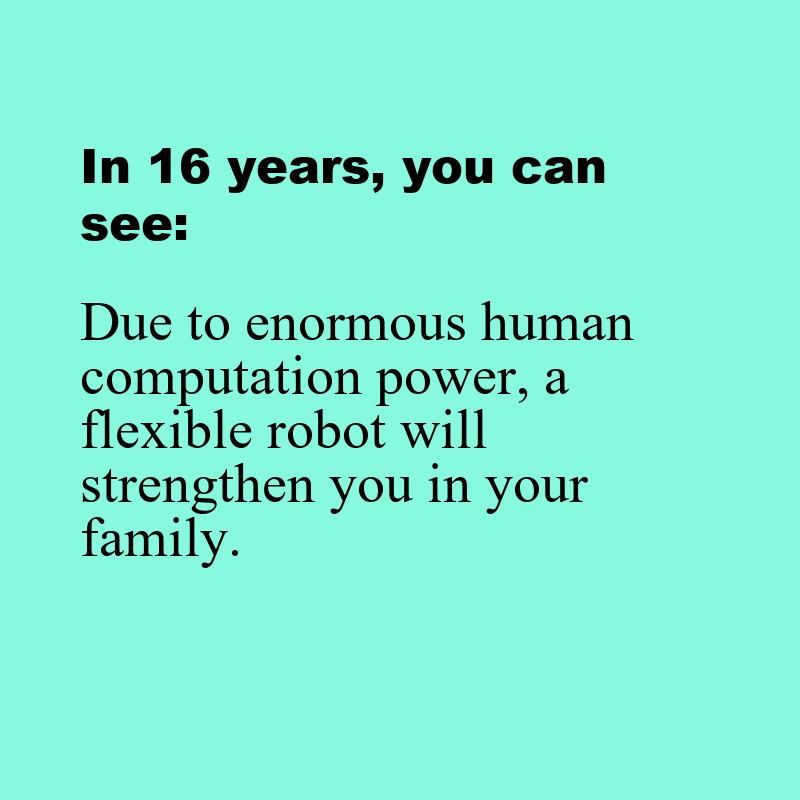 In 16 years, you can
see:
Due to enormous human
computation power, a
flexible robot will
strengthen you in your
family.